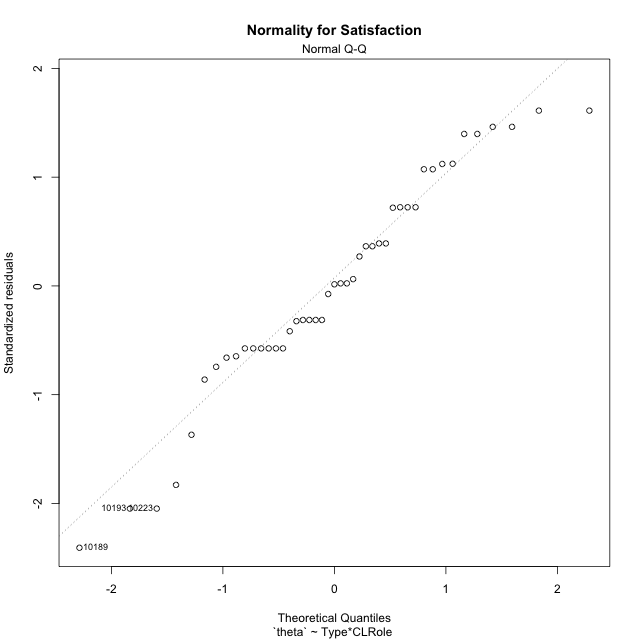 Normality for Satisfaction
Normal Q-Q
2
1
0
-1
-2
Standardized residuals
10193
10223
10189
-2
-1
0
1
2
Theoretical Quantiles
`theta` ~ Type*CLRole